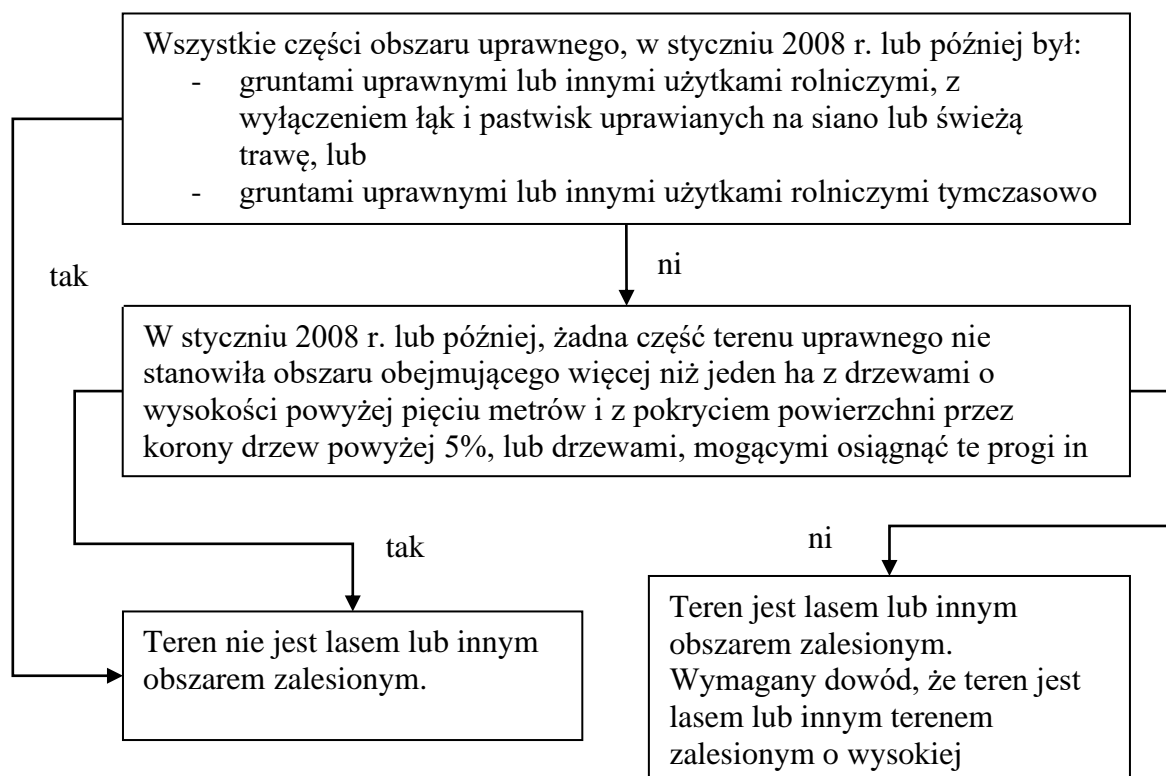 Wszystkie części obszaru uprawnego, w styczniu 2008 r. lub później był:
- gruntami uprawnymi lub innymi użytkami rolniczymi, z
wyłączeniem łąk i pastwisk uprawianych na siano lub świeżą
trawę, lub
- gruntami uprawnymi lub innymi użytkami rolniczymi tymczasowo
tak
ni
W styczniu 2008 r. lub później, żadna część terenu uprawnego nie
stanowiła obszaru obejmującego więcej niż jeden ha z drzewami o
wysokości powyżej pięciu metrów i z pokryciem powierzchni przez
korony drzew powyżej 5%, lub drzewami, mogącymi osiągnąć te progi in
tak
ni
Teren nie jest lasem lub innym
obszarem zalesionym.
Teren jest lasem lub innym
obszarem zalesionym.
Wymagany dowód, że teren jest
lasem lub innym terenem
zalesionym o wysokiej